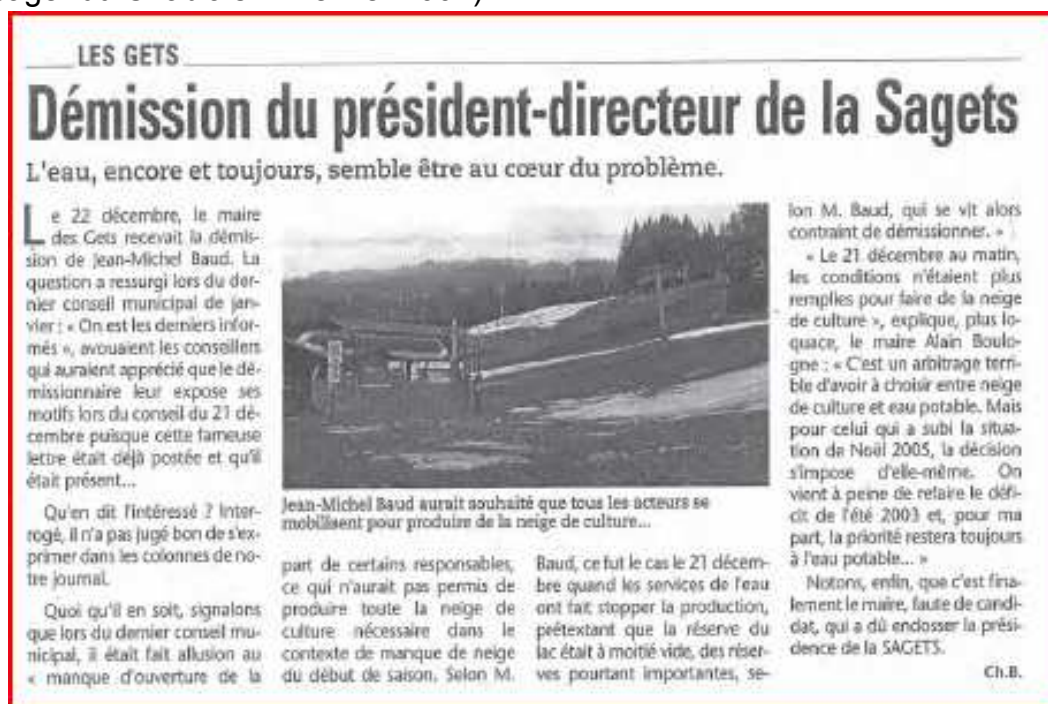 LES GETS
Démission du président-directeur de la Sagets
L'eau, encore et toujours, semble être au cœur du problème.
Le 22 décembre, le maire
des Gets recevait la démis-
sion de Jean-Michel Baud. La
question a ressurgi lors du der-
nier conseil municipal de jan-
vier : « On est les derniers infor-
més », avouaient les conseillers
qui auraient apprécié que le dé-
missionnaire leur expose ses
motifs lors du conseil du 21 dé-
cembre puisque cette fameuse
lettre était déjà postée et qu'il
était présent...
Qu'en dit l'intéressé ? Inter-
rogé, il n'a pas jugé bon de s'ex-
primer dans les colonnes de no-
tre journal.
Quoi qu'il en soit, signalons
que lors du dernier conseil mu-
nicipal, il était fait allusion au
« manque d'ouverture de la
Jean-Michel Baud aurait souhaité que tous les acteurs se
mobilisent pour produire de la neige de culture...
part de certains responsables,
ce qui n'aurait pas permis de
produire toute la neige de
culture nécessaire dans le
contexte de manque de neige
du début de saison. Selon M.
Baud, ce fut le cas le 21 décem-
bre quand les services de l'eau
ont fait stopper la production,
prétextant que la réserve du
lac était à moitié vide, des réser-
ves pourtant importantes, se-
lon M. Baud, qui se vit alors
contraint de démissionner. »
« Le 21 décembre au matin,
les conditions n'étaient plus
remplies pour faire de la neige
de culture », explique, plus lo-
quace, le maire Alain Boulo-
gne : « C'est un arbitrage terri-
ble d'avoir à choisir entre neige
de culture et eau potable. Mais
pour celui qui a subi la situa-
tion de Noël 2005, la décision
s'impose d'elle-même. On
vient à peine de refaire le défi-
cit de l'été 2003 et, pour ma
part, la priorité restera toujours
à l'eau potable... »
Notons, enfin, que c'est fina-
lement le maire, faute de candi-
dat, qui a dû endosser la prési-
dence de la SAGETS.
Ch.B.